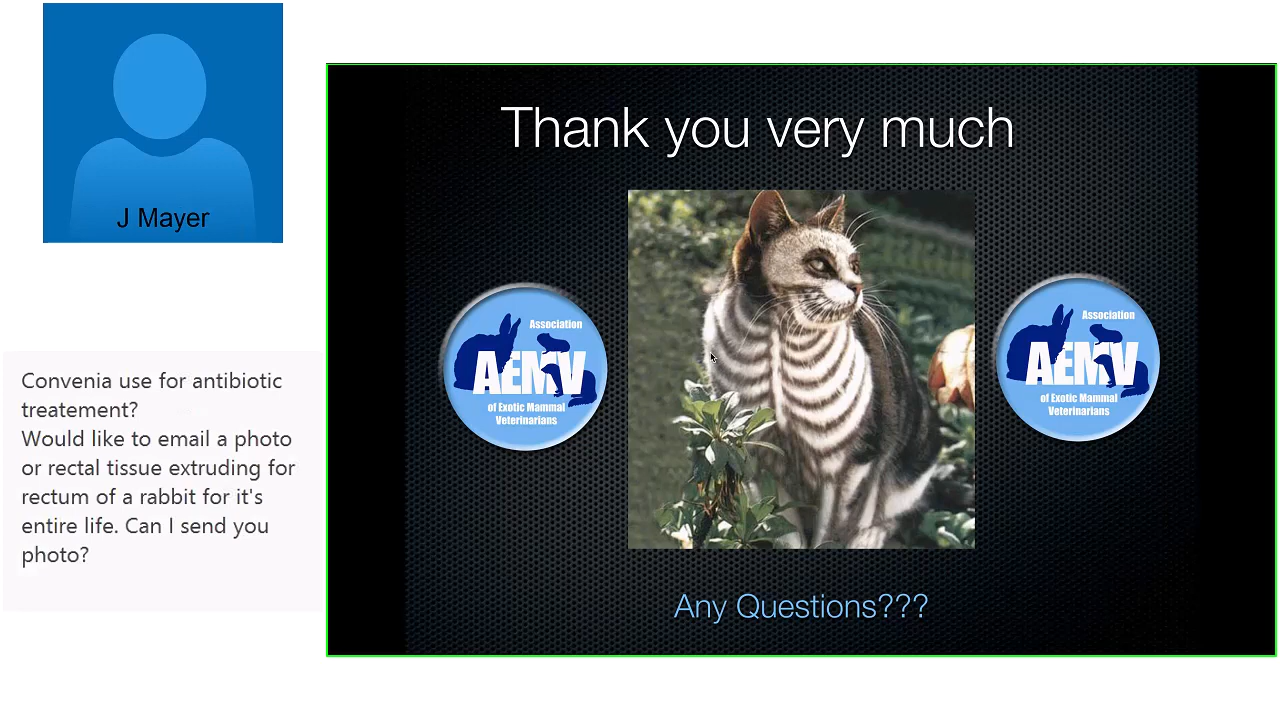 J Mayer
Convenia use for antibiotic
treatement?
Would like to email a photo
or rectal tissue extruding for
rectum of a rabbit for it's
entire life. Can I send you
photo?
Thank you very much
Association
AEMV
of Exotic Mammal
Veterinarians
Association
AEMV
of Exotic Mammal
Veterinarians
Any Questions???